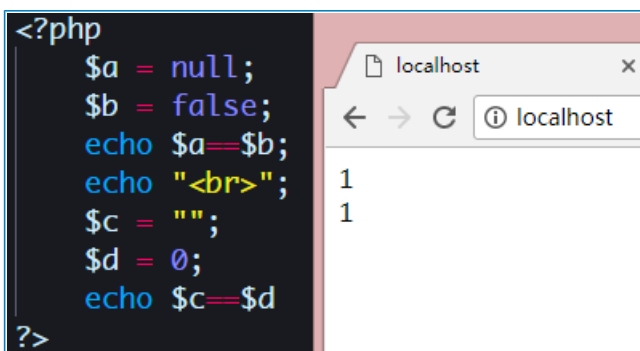 <?php
$a = null;
$b = false;
echo $a==$b;
echo "<br>";
$c = "";
$d = 0;
echo $c==$d
?>
localhost ×
localhost
1
1